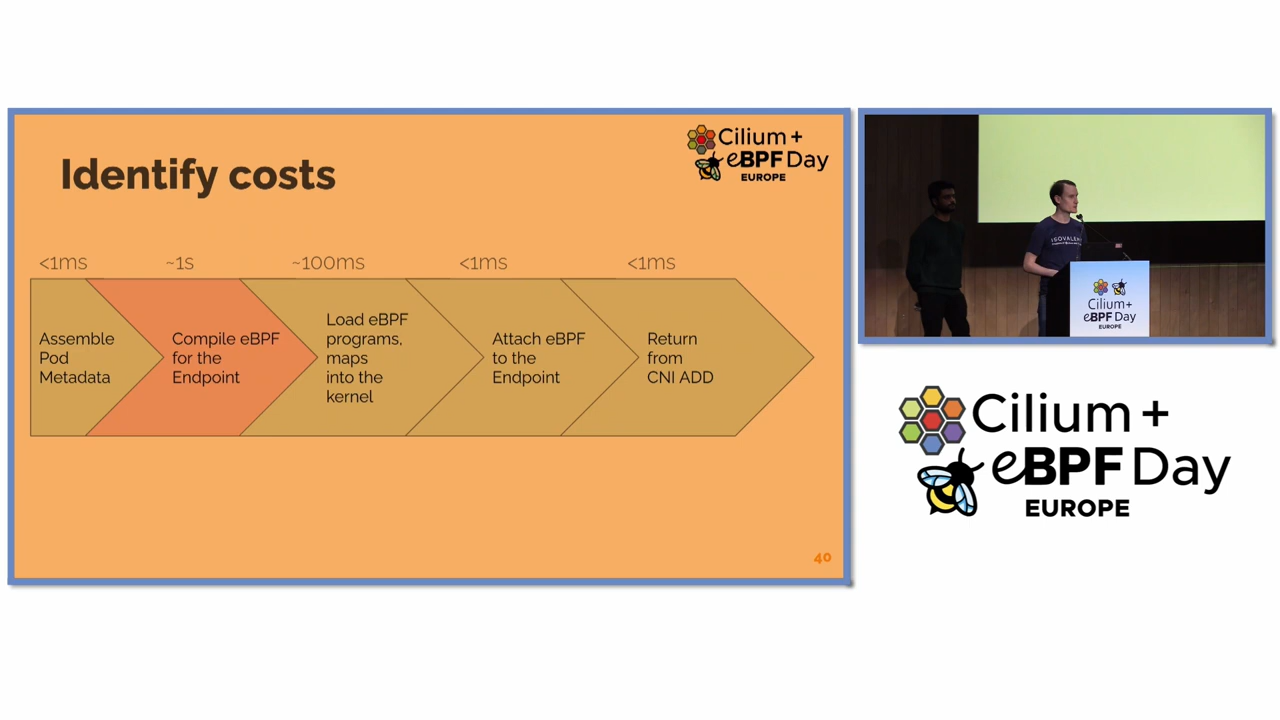 Identify costs
Cilium +
eBPF Day
EUROPE
<1ms
~1s
~100ms
<1ms
<1ms
Assemble
Pod
Metadata
Compile eBPF
for the
Endpoint
Load eBPF
programs,
maps
into the
kernel
Attach eBPF
to the
Endpoint
Return
from
CNI ADD
40
ISOVALENT
Cilium+
eBPF Day
EUROPE
Cilium +
eBPF Day
EUROPE